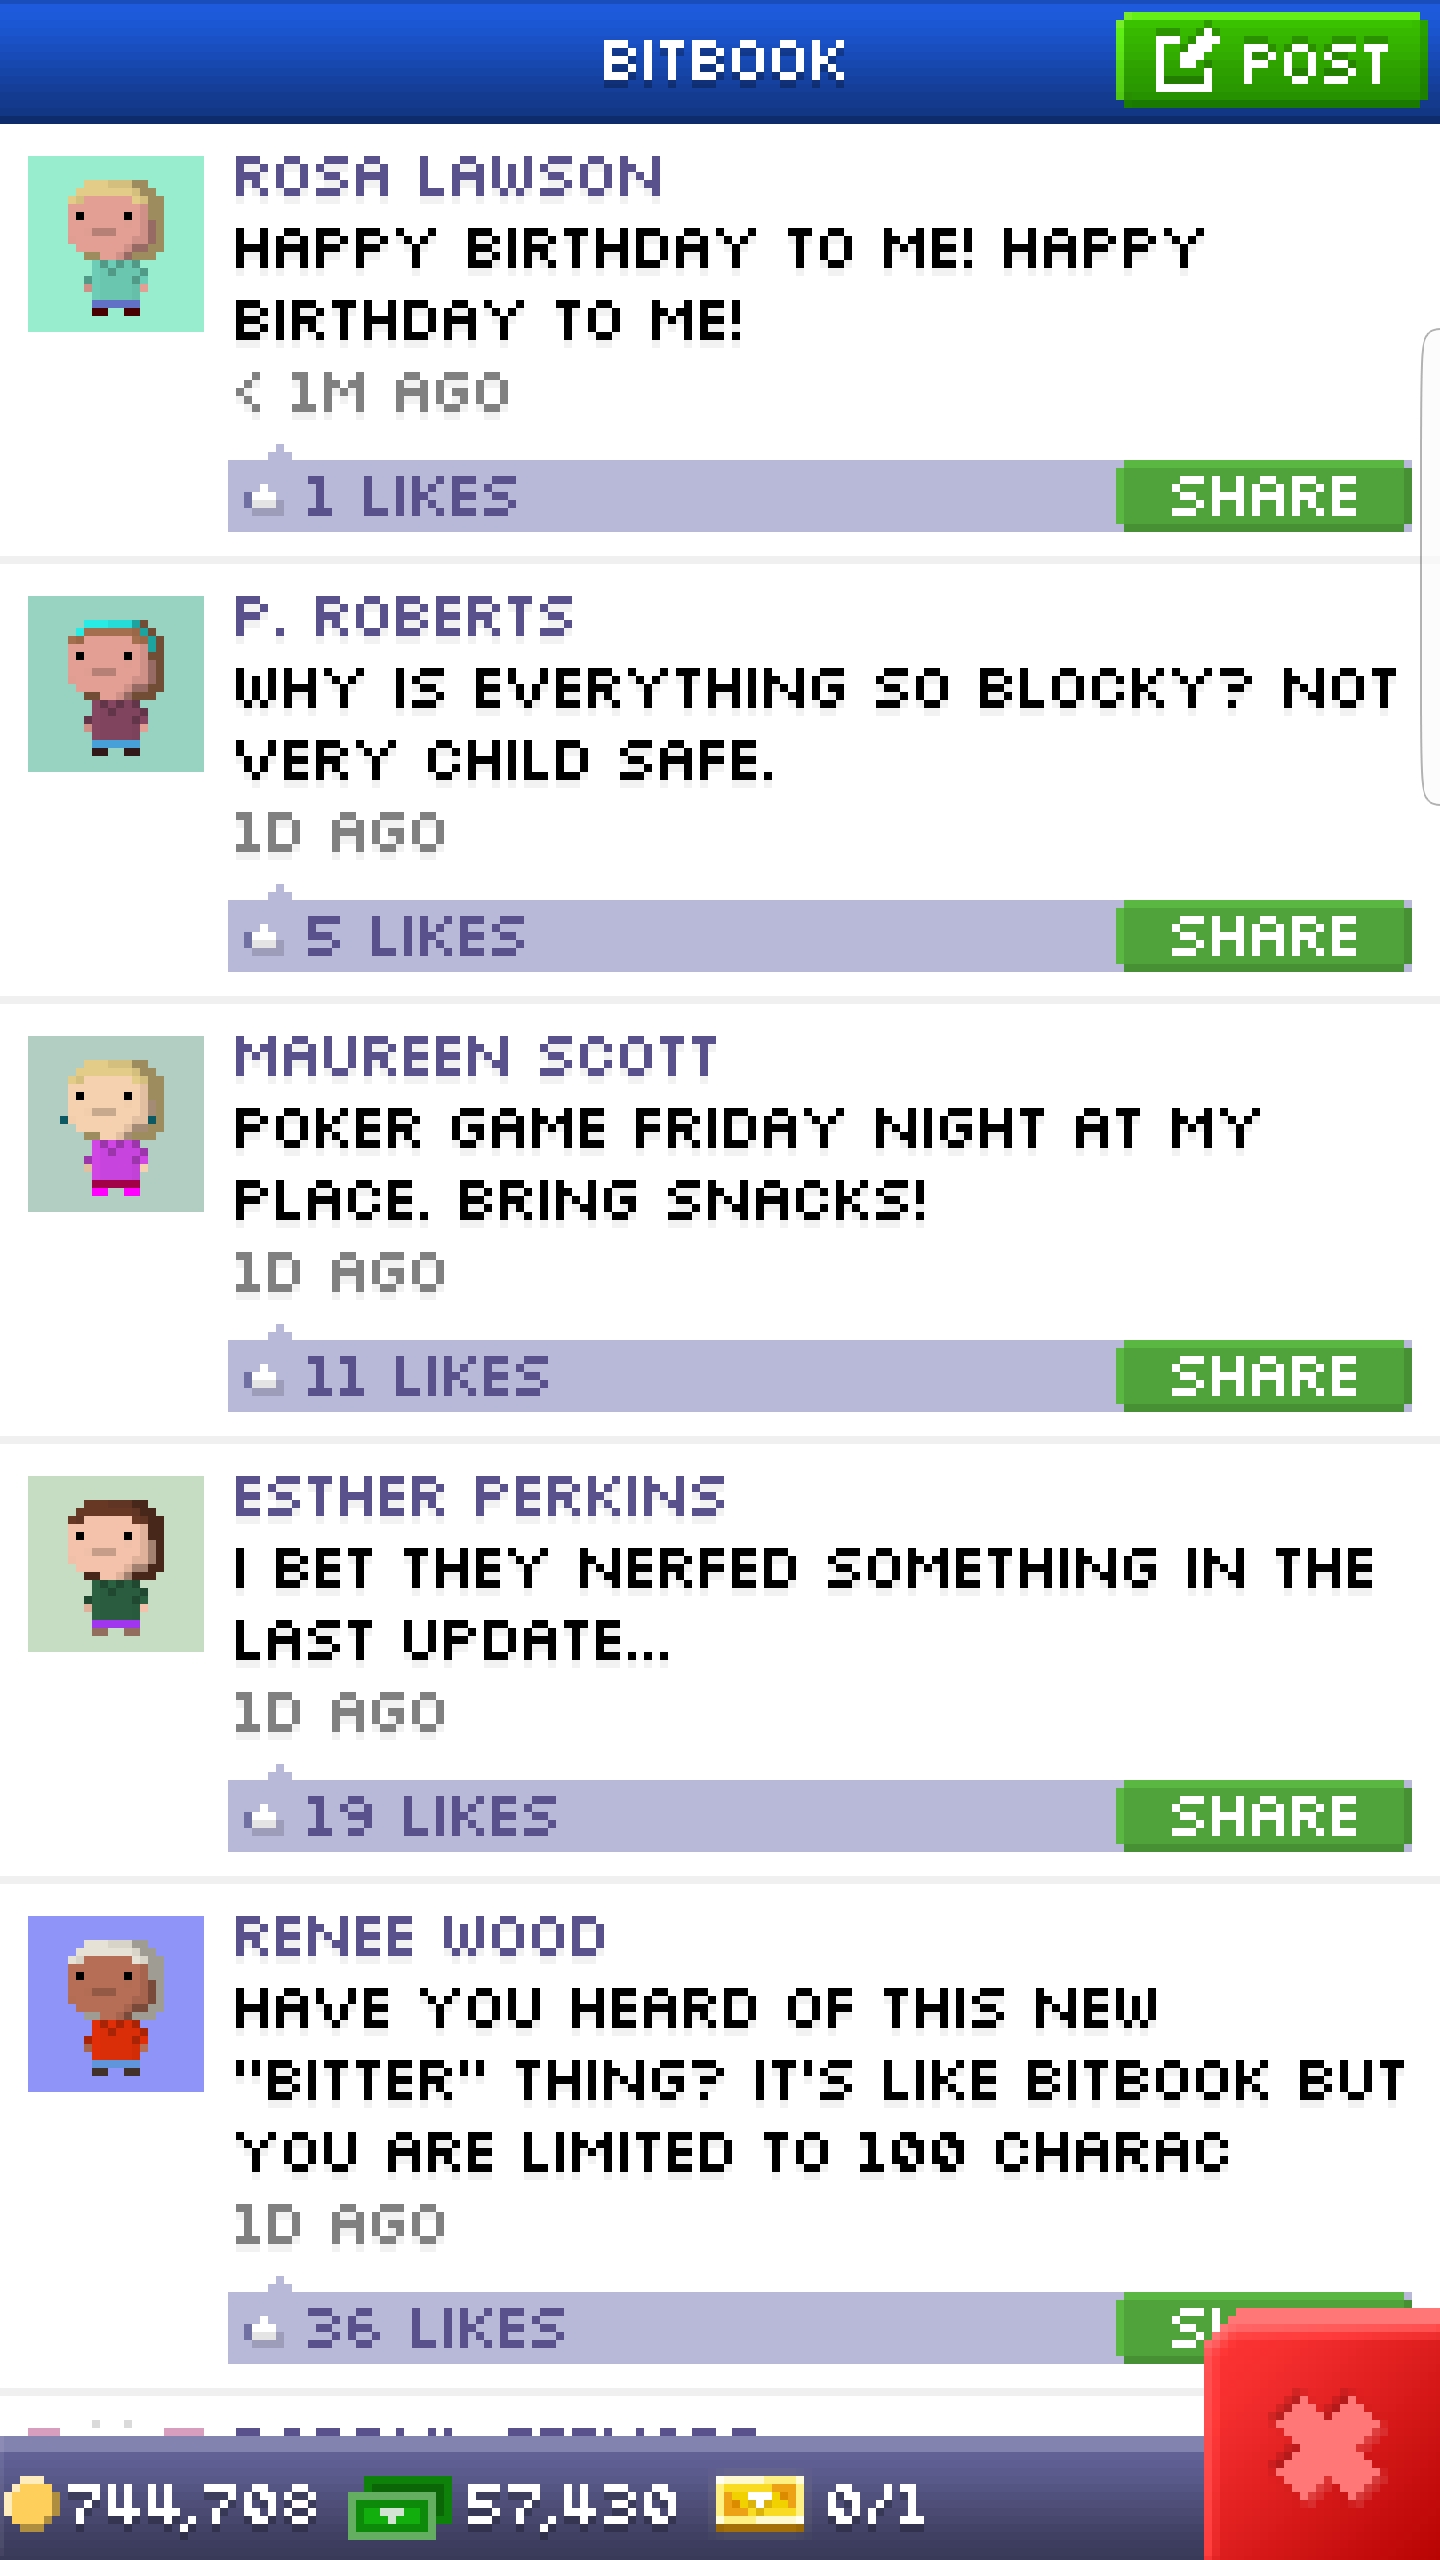 BITBOOK
POST
ROSA LAWSON
HAPPY BIRTHDAY TO ME! HAPPY
BIRTHDAY TO ME!
< 1M AGO
1 LIKES
SHARE
P. ROBERTS
WHY IS EVERYTHING SO BLOCKY? NOT
VERY CHILD SAFE.
1D AGO
5 LIKES
SHARE
MAUREEN SCOTT
POKER GAME FRIDAY NIGHT AT MY
PLACE. BRING SNACKS!
1D AGO
11 LIKES
SHARE
ESTHER PERKINS
I BET THEY NERFED SOMETHING IN THE
LAST UPDATE...
1D AGO
19 LIKES
SHARE
RENEE WOOD
HAVE YOU HEARD OF THIS NEW
"BITTER" THING? IT'S LIKE BITBOOK BUT
YOU ARE LIMITED TO 100 CHARAC
1D AGO
36 LIKES
744,708
57,430
0/1